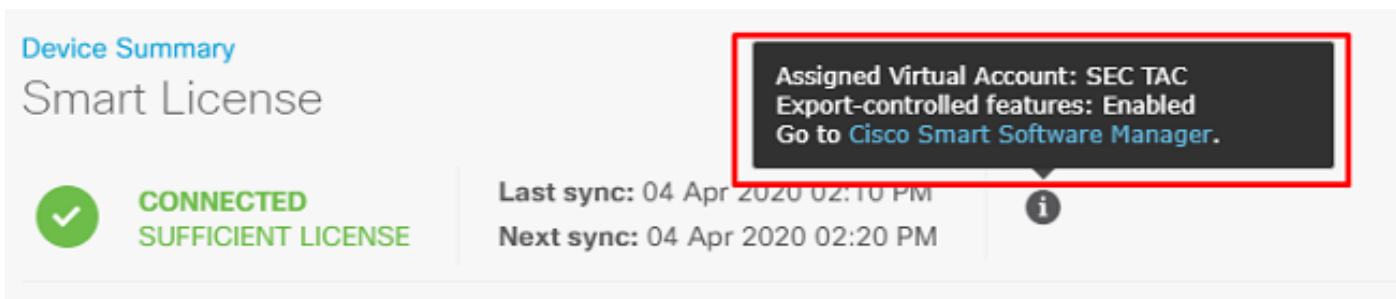 Device Summary
Smart License
Assigned Virtual Account: SEC TAC
Export-controlled features: Enabled
Go to Cisco Smart Software Manager.
CONNECTED
SUFFICIENT LICENSE
Last sync: 04 Apr 2020 02:10 PM
Next sync: 04 Apr 2020 02:20 PM